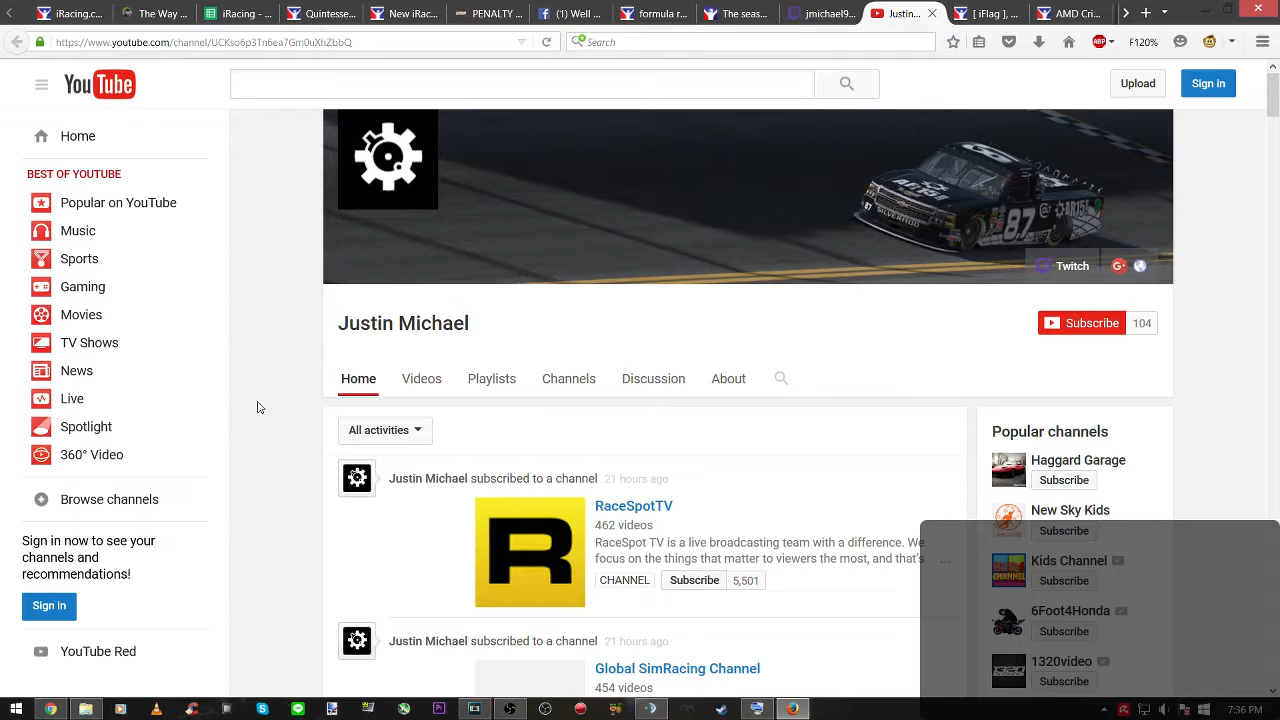 iRacing....
The Way ...
iRacing - ...
Quintess...
New iRac...
PENALTY ...
(1) Well ...
formula r...
The seas...
jmichael9...
Justin...
[ iFlag ] , ...
AMD Cri...
https://www.youtube.com/channel/UCKso6p3Tn6ea7Gm0uXhZbbQ
Search
ABP
F120%
YouTube
Upload
Sign in
Home
BEST OF YOUTUBE
Popular on YouTube
Music
Sports
Gaming
Movies
TV Shows
News
Live
Spotlight
360° Video
Browse channels
Sign in now to see your
channels and
recommendations!
Sign in
YouTube Red
87
AR15
SILVERADO
COLT
Twitch
Justin Michael
Subscribe 104
Home Videos Playlists Channels Discussion About
All activities
Justin Michael subscribed to a channel 21 hours ago
R
RaceSpotTV
462 videos
RaceSpot TV is a live broadcasting team with a difference. We
focus on the things that matter to viewers the most, and that's ...
CHANNEL Subscribe 5,501
Justin Michael subscribed to a channel 21 hours ago
Global SimRacing Channel
454 videos
Popular channels
Haggard Garage
Subscribe
New Sky Kids
Subscribe
Kids Channel
Subscribe
6Foot4Honda
Subscribe
1320video
Subscribe
7:36 PM